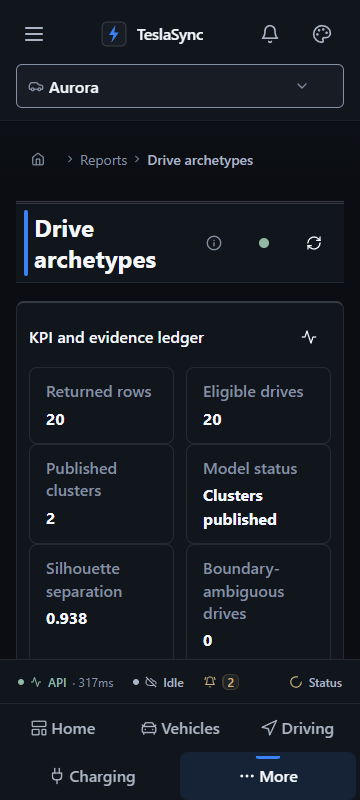 TeslaSync
Aurora
Reports
Drive archetypes
Drive
archetypes
KPI and evidence ledger
Returned rows
20
Eligible drives
20
Published
clusters
2
Model status
Clusters
published
Silhouette
separation
0.938
Boundary-
ambiguous
drives
0
API · 317ms
Idle
2
Status
Home
Vehicles
Driving
Charging
More